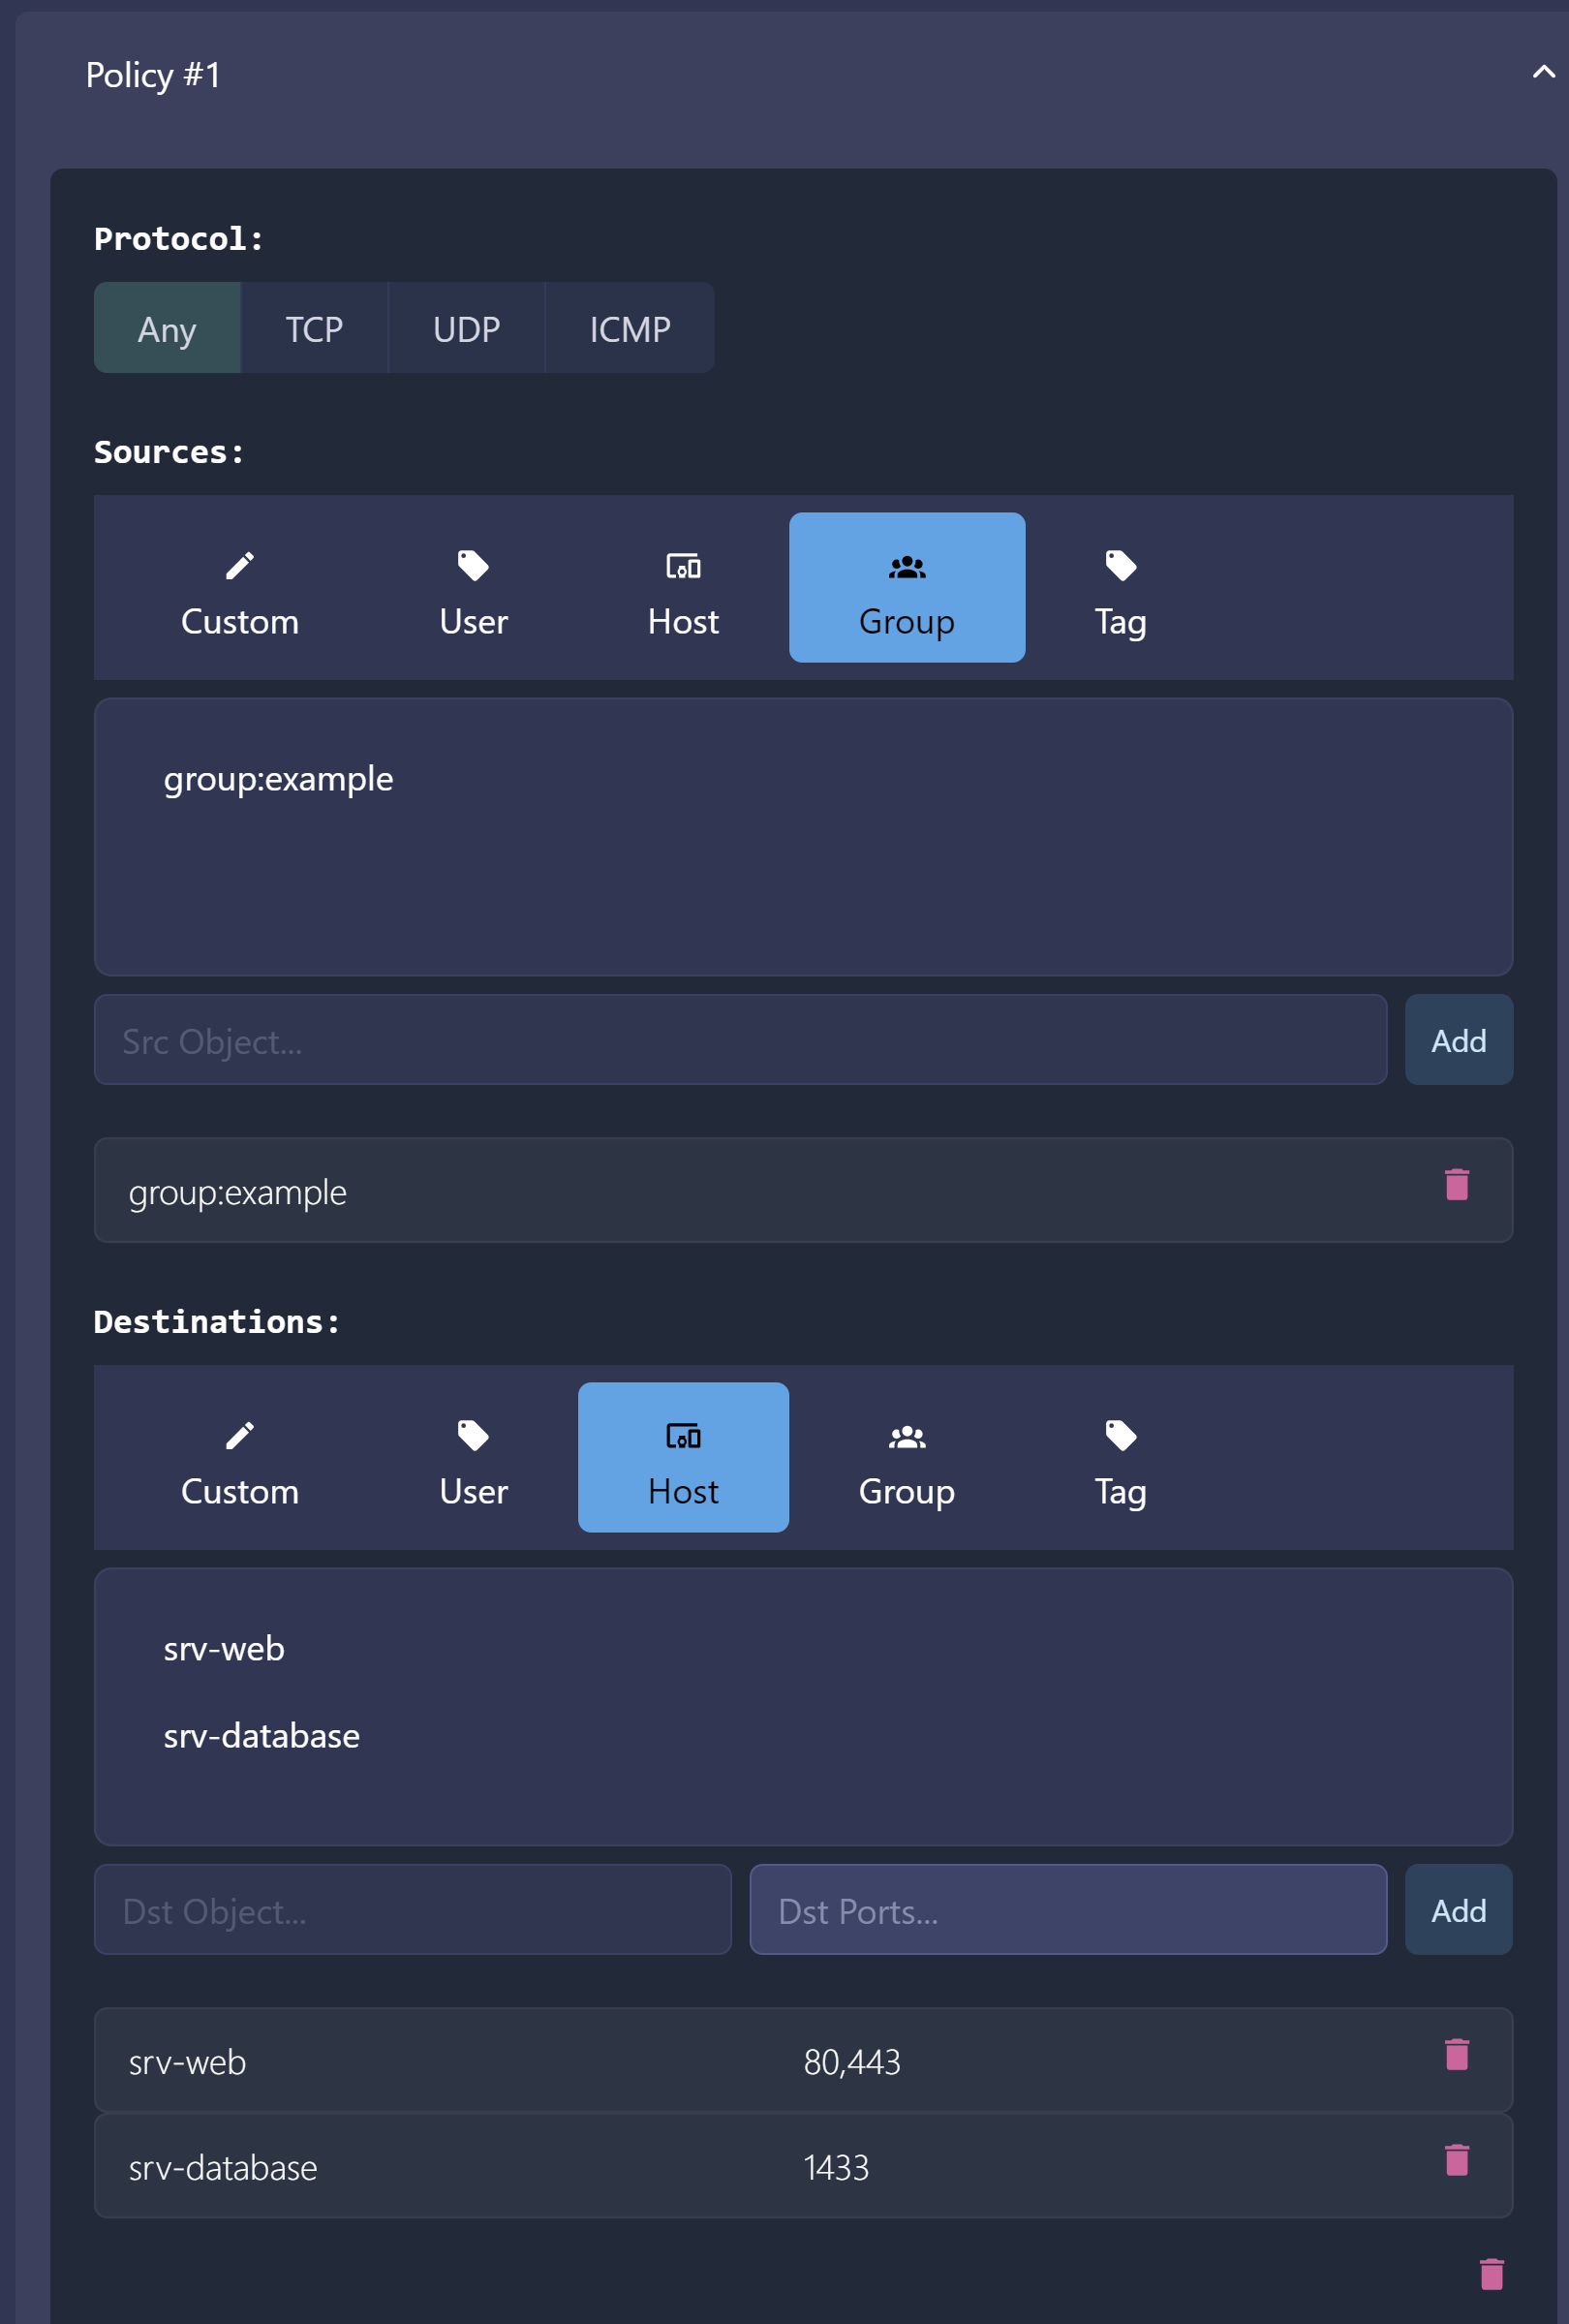 Policy #1
Protocol:
Any TCP UDP ICMP
Sources:
Custom User Host Group Tag
group:example
Src Object... Add
group:example
Destinations:
Custom User Host Group Tag
srv-web
srv-database
Dst Object... Dst Ports... Add
srv-web 80,443
srv-database 1433